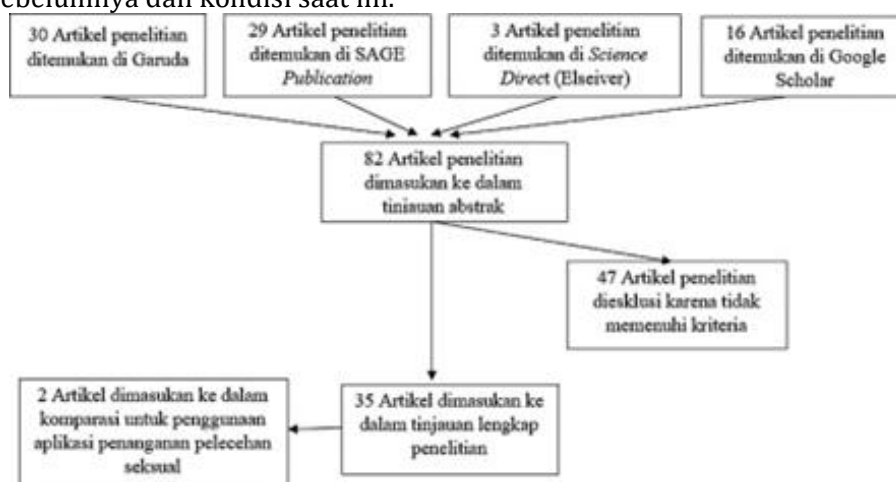 ebelumnya dan kondisi saat ini.
30 Artikel penelitian
ditemukan di Garuda
29 Artikel penelitian
ditemukan di SAGE
Publication
3 Artikel penelitian
ditemukan di Science
Direct (Elseiver)
16 Artikel penelitian
ditemukan di Google
Scholar
82 Artikel penelitian
dimasukan ke dalam
tiniauan abstrak
47 Artikel penelitian
dieksklusi karena tidak
memenuhi kriteria
2 Artikel dimasukan ke dalam
komparasi untuk penggunaan
aplikasi penanganan pelecehan
seksual
35 Artikel dimasukan ke
dalam tinjauan lengkap
penelitian